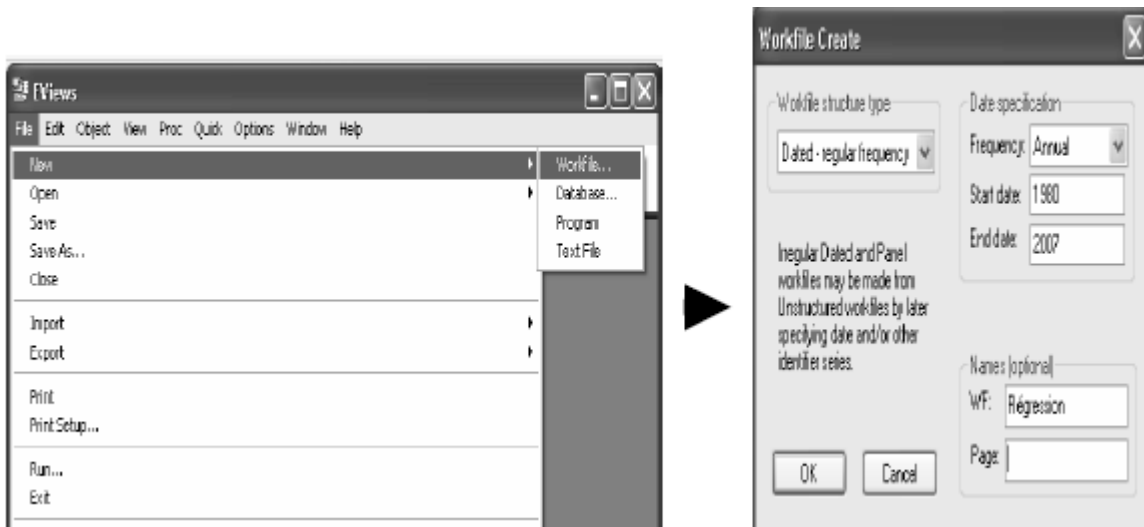 EViews
File Edit Object View Proc Quick Options Window Help
New
Open
Save
Save As...
Close
Import
Export
Print
Print Setup...
Run...
Exit
Workfile...
Database...
Program
Text File
Workfile Create
Workfile structure type
Dated - regular frequency
Irregular Dated and Panel
workfiles may be made from
Unstructured workfiles by later
specifying date and/or other
identifier series.
OK Cancel
Date specification
Frequency: Annual
Start date: 1980
End date: 2007
Names (optional)
WF: Régression
Page: